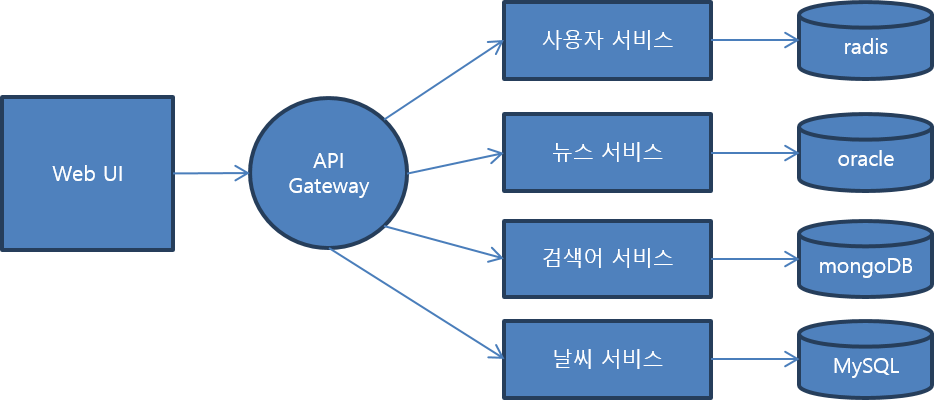 Web UI
API
Gateway
사용자 서비스
radis
뉴스 서비스
oracle
검색어 서비스
mongoDB
날씨 서비스
MySQL